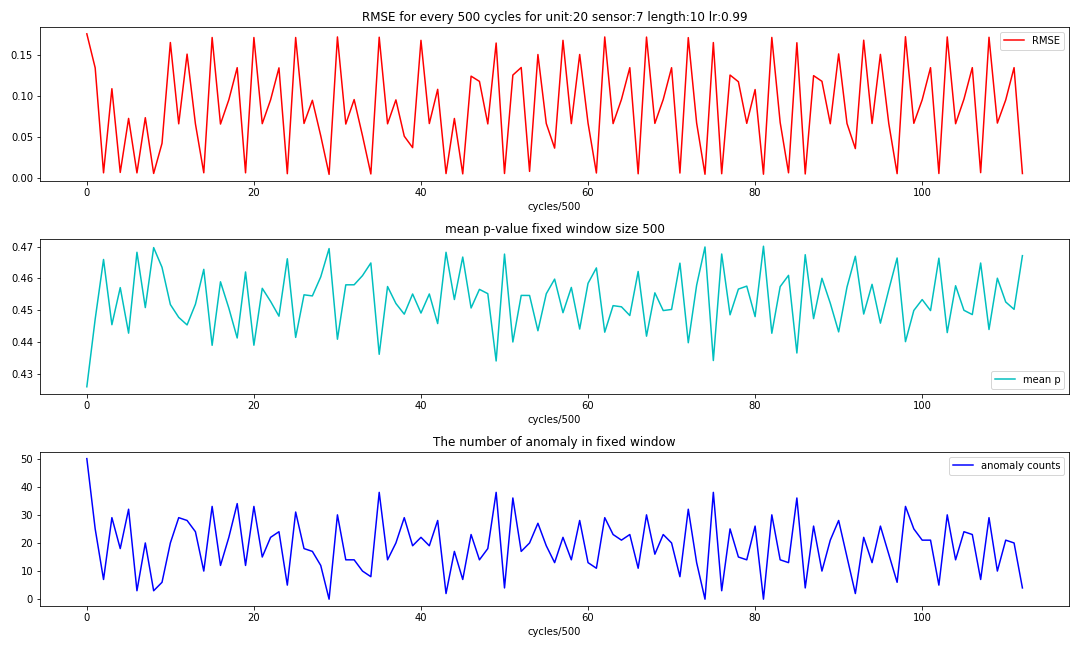 RMSE for every 500 cycles for unit:20 sensor:7 length:10 lr:0.99
RMSE
0.15
0.10
0.05
0.00
0 20 40 60 80 100
cycles/500
mean p-value fixed window size 500
0.47
0.46
0.45
0.44
0.43
mean p
0 20 40 60 80 100
cycles/500
The number of anomaly in fixed window
anomaly counts
50
40
30
20
10
0
0 20 40 60 80 100
cycles/500